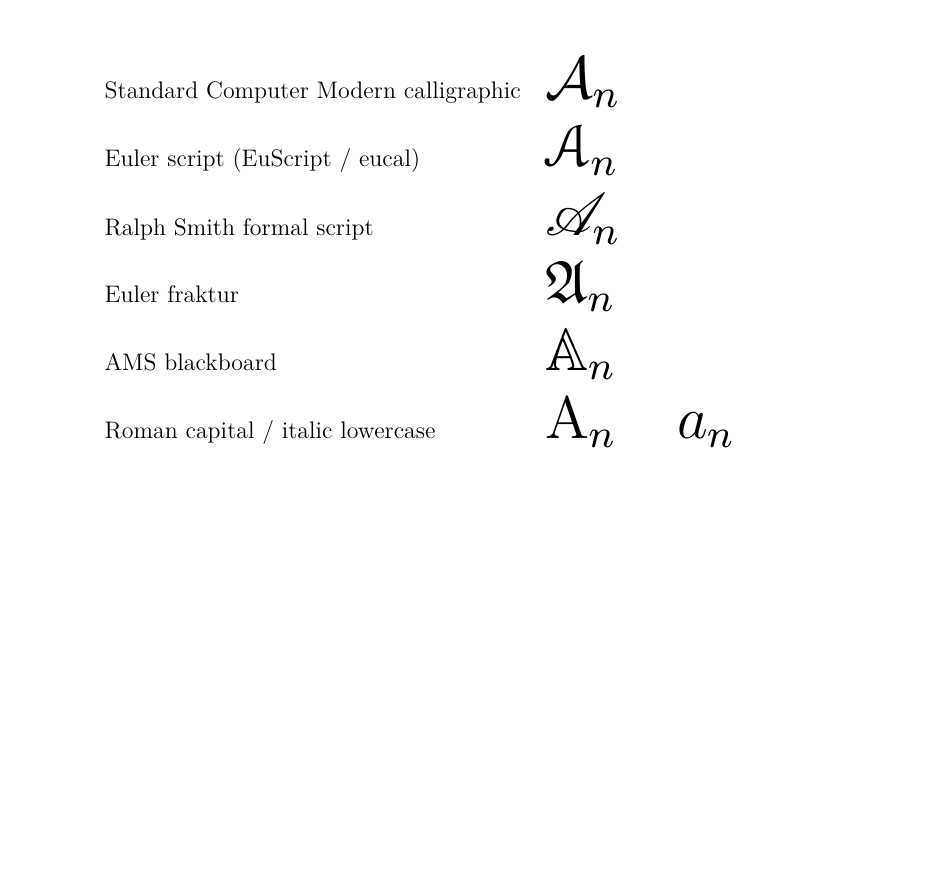 Standard Computer Modern calligraphic 𝒜ₙ
Euler script (EuScript / eucal) 𝒜ₙ
Ralph Smith formal script 𝒜ₙ
Euler fraktur 𝔄ₙ
AMS blackboard 𝔸ₙ
Roman capital / italic lowercase Aₙ 𝑎ₙ